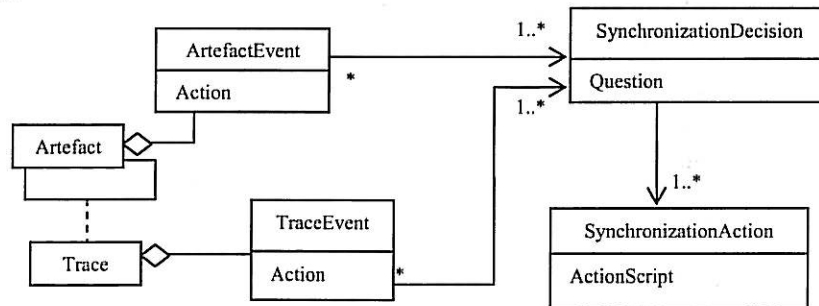 ArtefactEvent
Action
*
1..*
SynchronizationDecision
Question
1..*
Artefact
1..*
TraceEvent
Action
*
Trace
SynchronizationAction
ActionScript